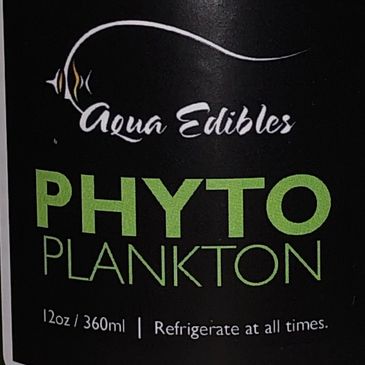 Aqua Edibles
PHYTO
PLANKTON
12oz / 360ml | Refrigerate at all times.